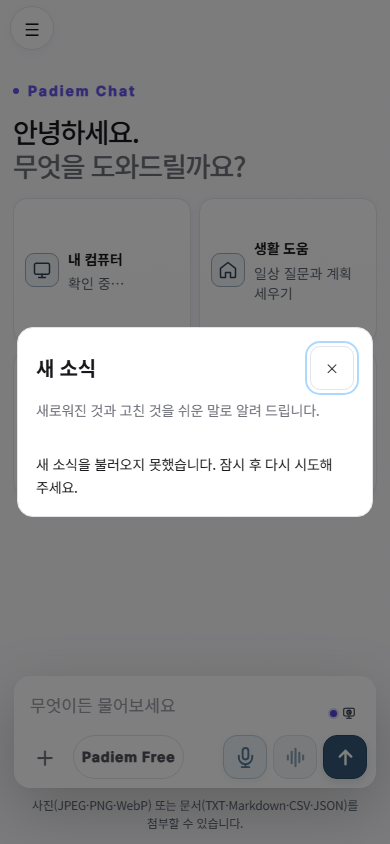 Padiem Chat
안녕하세요.
무엇을 도와드릴까요?
내 컴퓨터
확인 중…
생활 도움
일상 질문과 계획
세우기
새 소식
새로워진 것과 고친 것을 쉬운 말로 알려 드립니다.
새 소식을 불러오지 못했습니다. 잠시 후 다시 시도해
주세요.
무엇이든 물어보세요
Padiem Free
사진(JPEG·PNG·WebP) 또는 문서(TXT·Markdown·CSV·JSON)를
첨부할 수 있습니다.